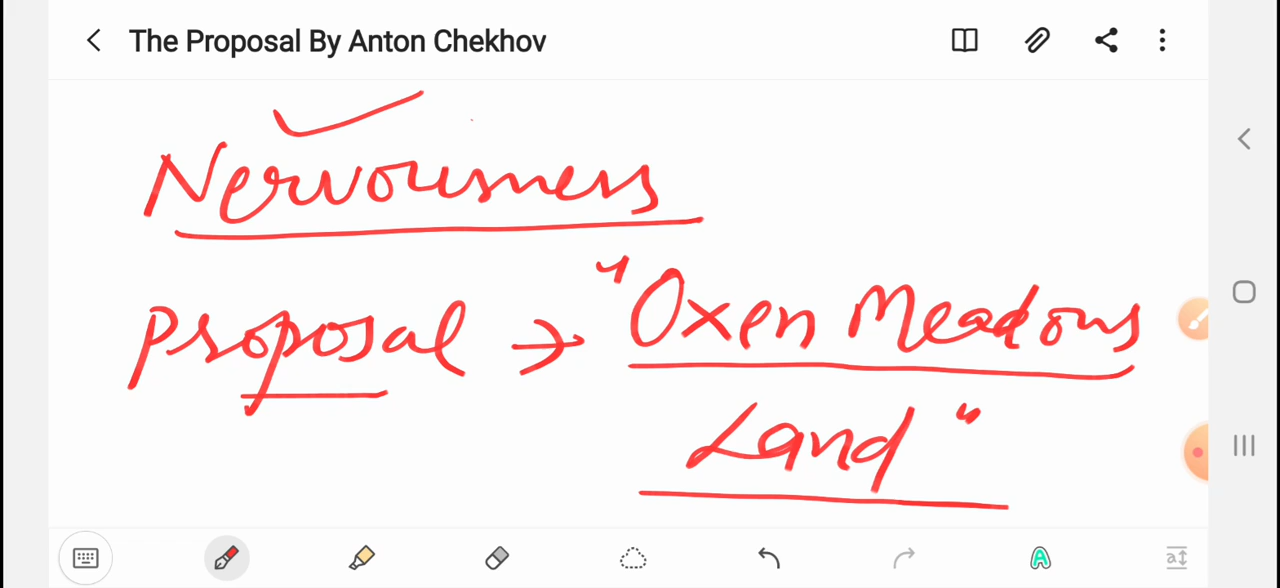 The Proposal By Anton Chekhov
Nervousness
Proposal → "Oxen Meadows
Land"